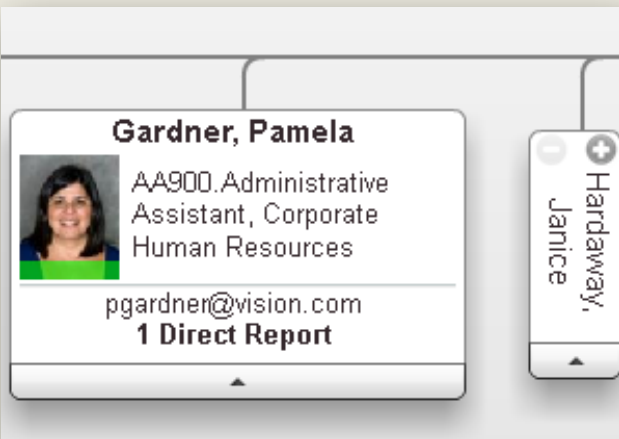 Gardner, Pamela
AA900.Administrative
Assistant, Corporate
Human Resources
pgardner@vision.com
1 Direct Report
Hardaway,
Janice